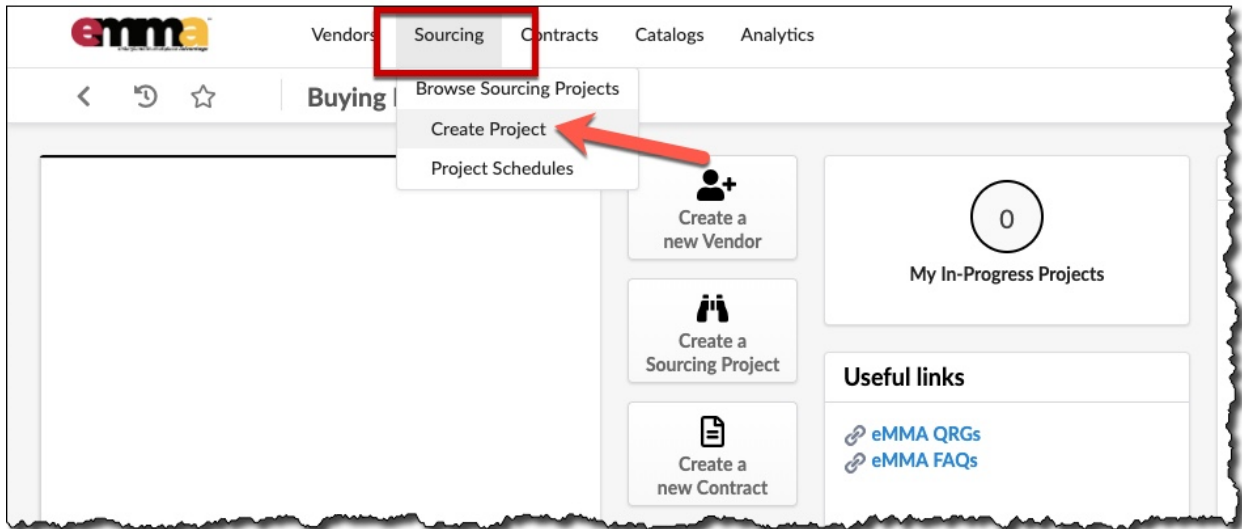 emma
Vendors Sourcing Contracts Catalogs Analytics
Buying
Browse Sourcing Projects
Create Project
Project Schedules
Create a
new Vendor
Create a
Sourcing Project
Create a
new Contract
0
My In-Progress Projects
Useful links
eMMA QRGs
eMMA FAQs